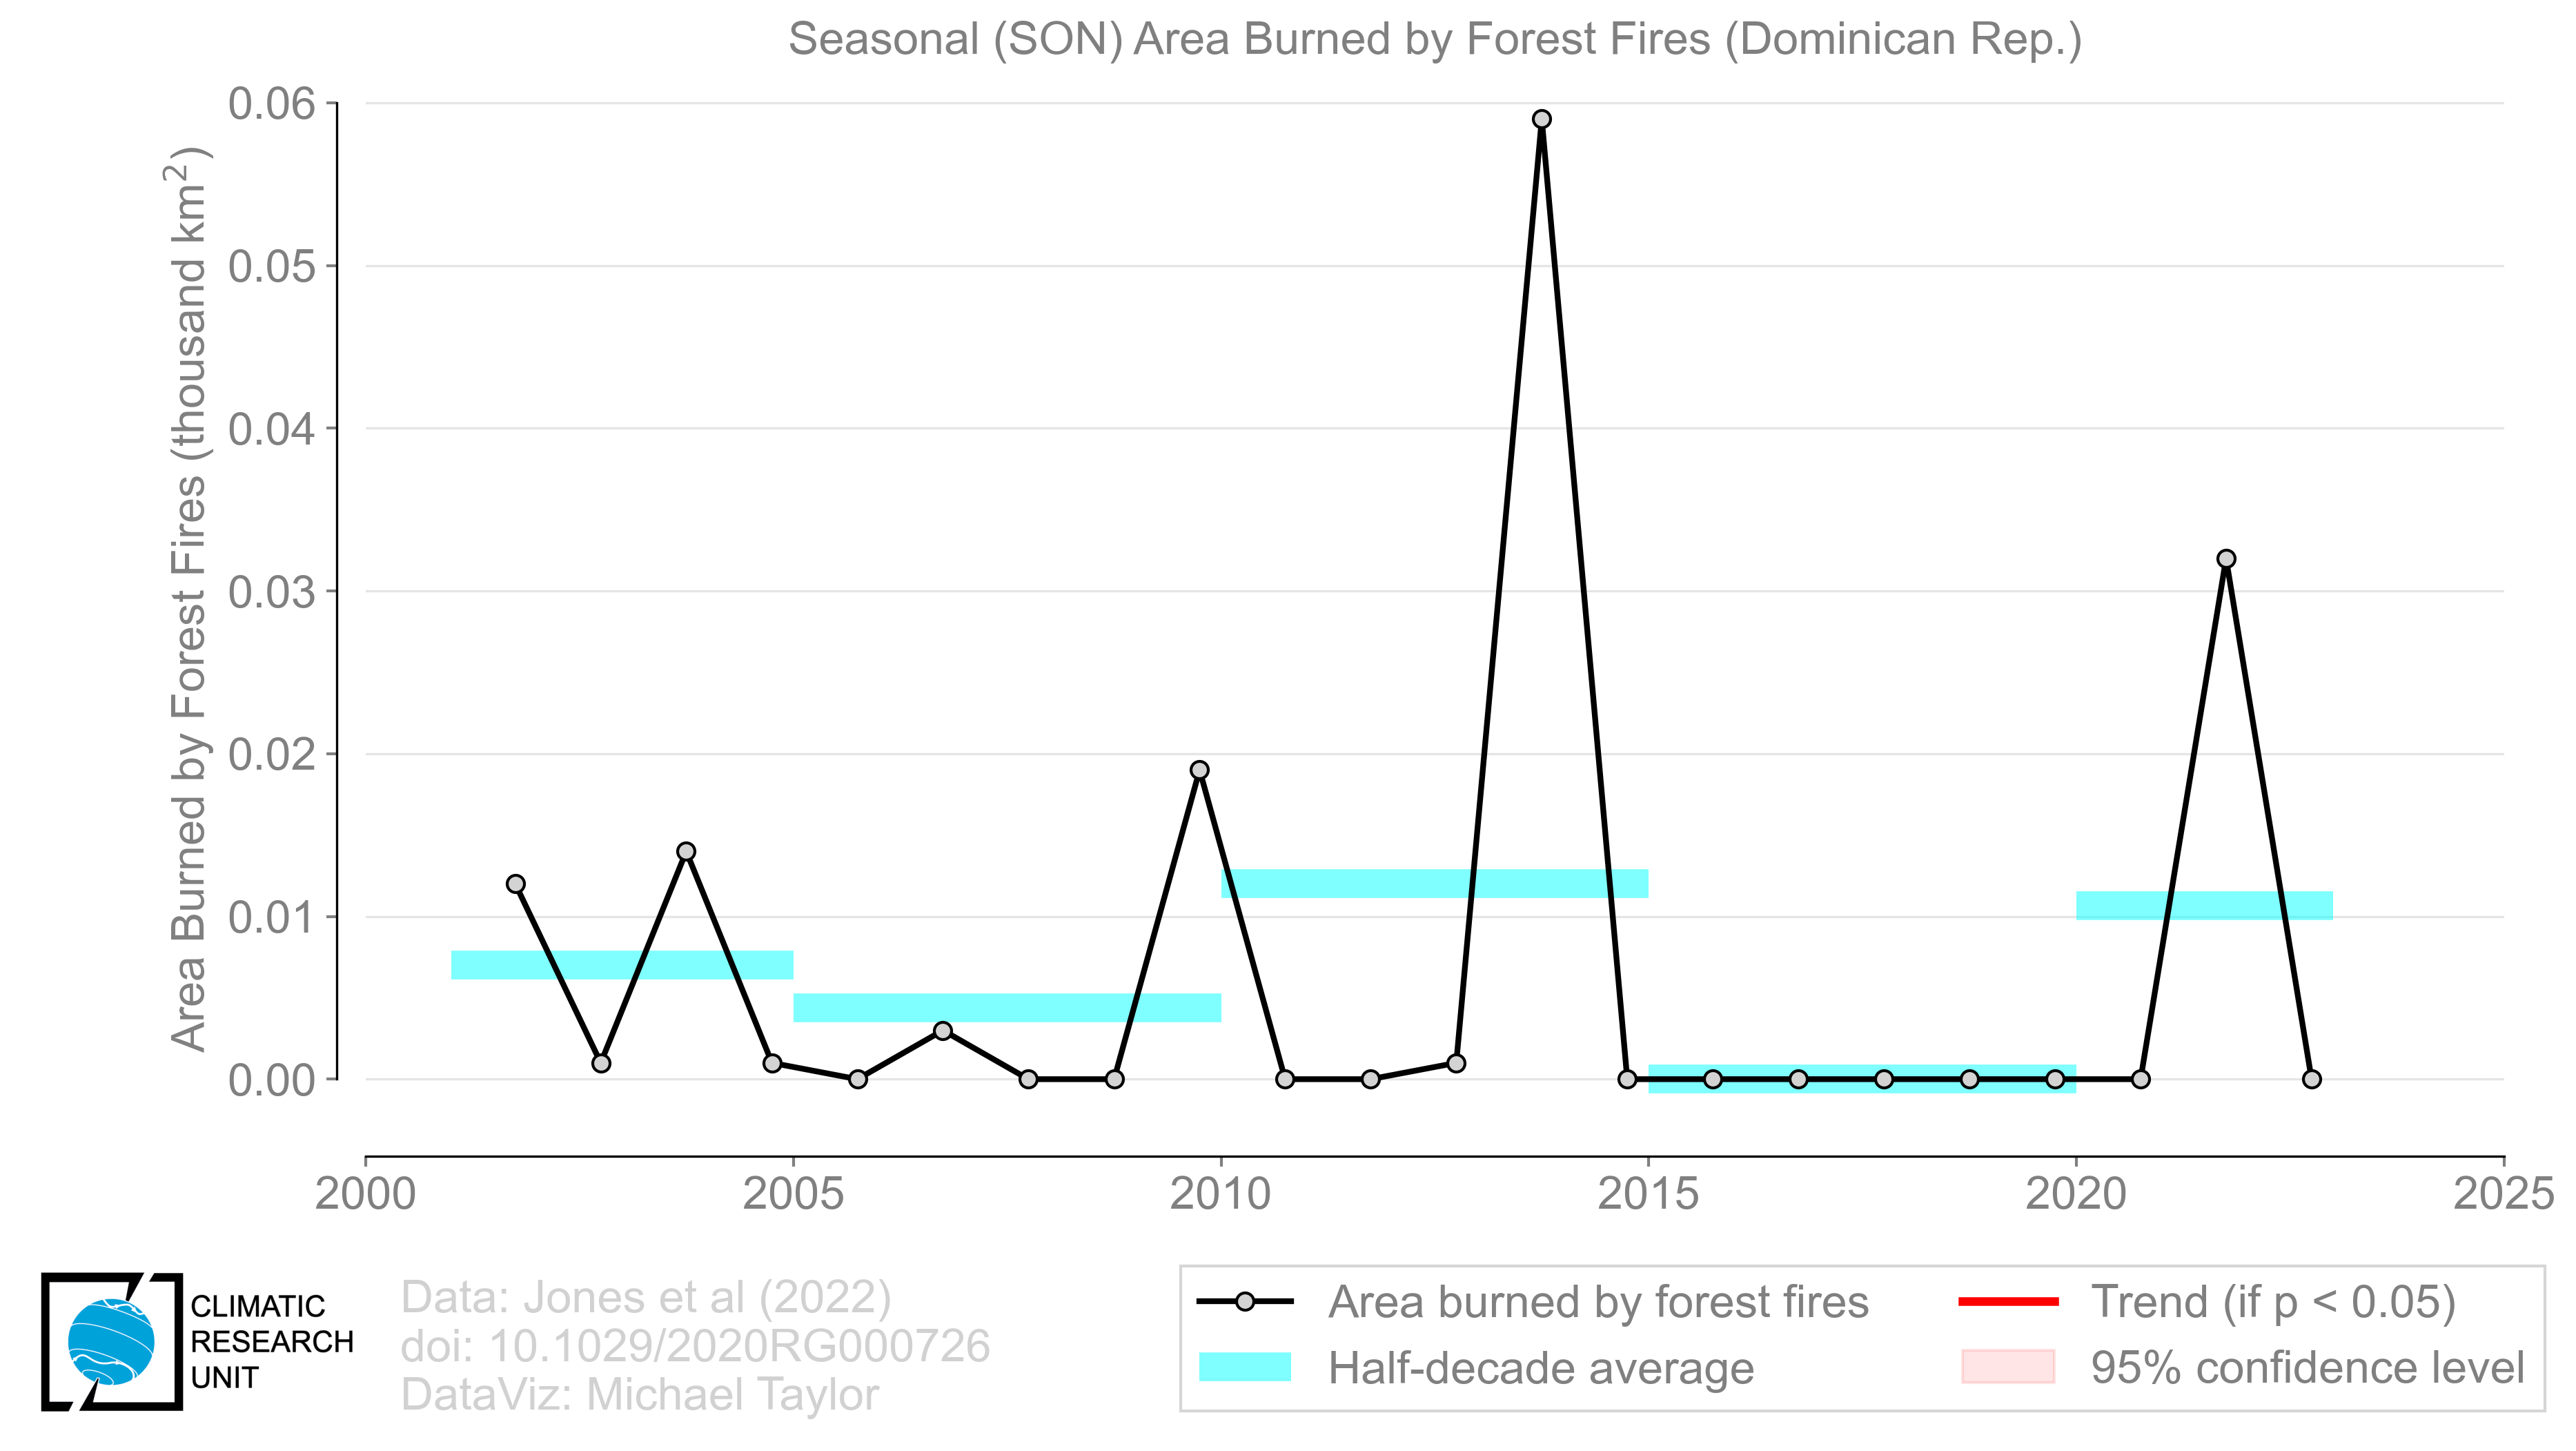 Seasonal (SON) Area Burned by Forest Fires (Dominican Rep.)
Area Burned by Forest Fires (thousand km²)
0.06
0.05
0.04
0.03
0.02
0.01
0.00
2000 2005 2010 2015 2020 2025
CLIMATIC
RESEARCH
UNIT
Data: Jones et al (2022)
doi: 10.1029/2020RG000726
DataViz: Michael Taylor
Area burned by forest fires
Half-decade average
Trend (if p < 0.05)
95% confidence level